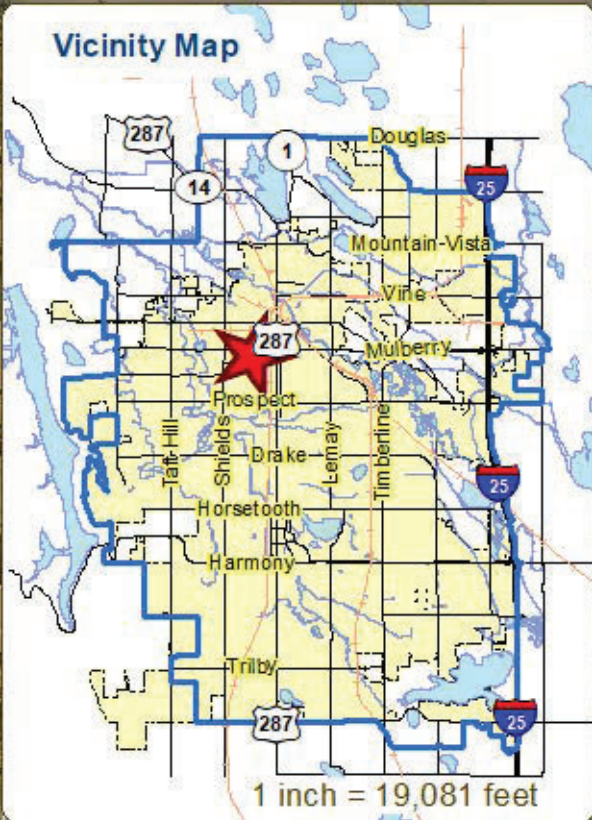 Vicinity Map
287
1
Douglas
14
25
Mountain-Vista
Vine
287
Mulberry
Prospect
Taft Hill
Shields
Drake
Lemay
Timberline
25
Horsetooth
Harmony
Trilby
287
25
1 inch = 19,081 feet